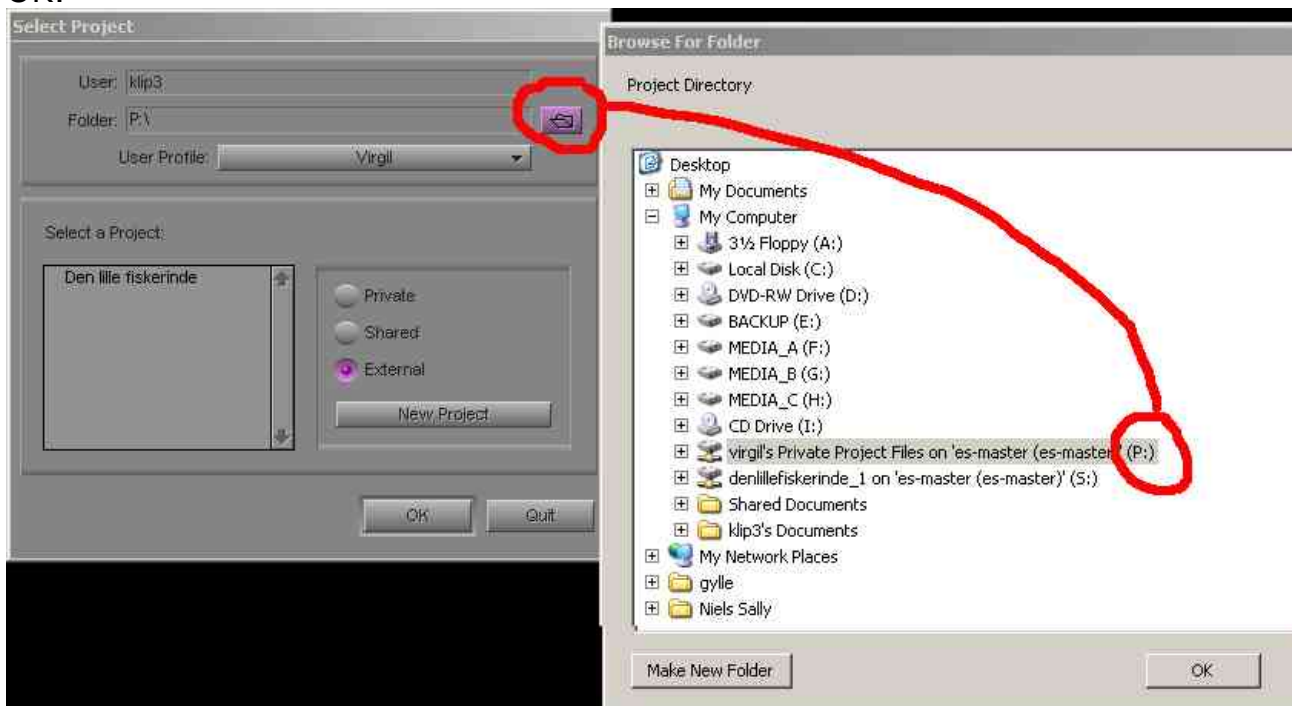 OK.
Select Project
User: klip3
Folder: P:\
User Profile: Virgil
Select a Project:
Den lille fiskerinde
Private
Shared
External
New Project
OK
Quit
Browse For Folder
Project Directory
Desktop
My Documents
My Computer
3½ Floppy (A:)
Local Disk (C:)
DVD-RW Drive (D:)
BACKUP (E:)
MEDIA_A (F:)
MEDIA_B (G:)
MEDIA_C (H:)
CD Drive (I:)
virgil's Private Project Files on 'es-master (es-master)' (P:)
denlillefiskerinde_1 on 'es-master (es-master)' (S:)
Shared Documents
klip3's Documents
My Network Places
gylle
Niels Sally
Make New Folder
OK